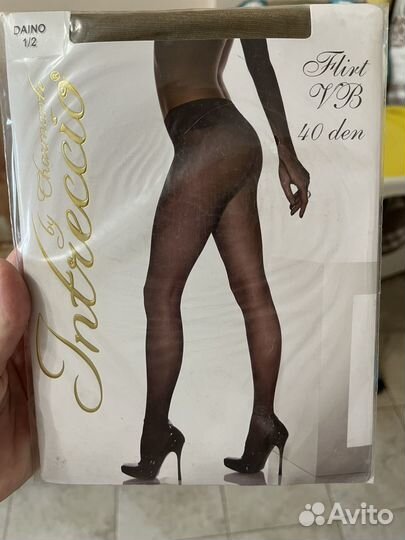 DAINO
1/2
Flirt
VB
40 den
Intreccio®
by Charmante
Avito